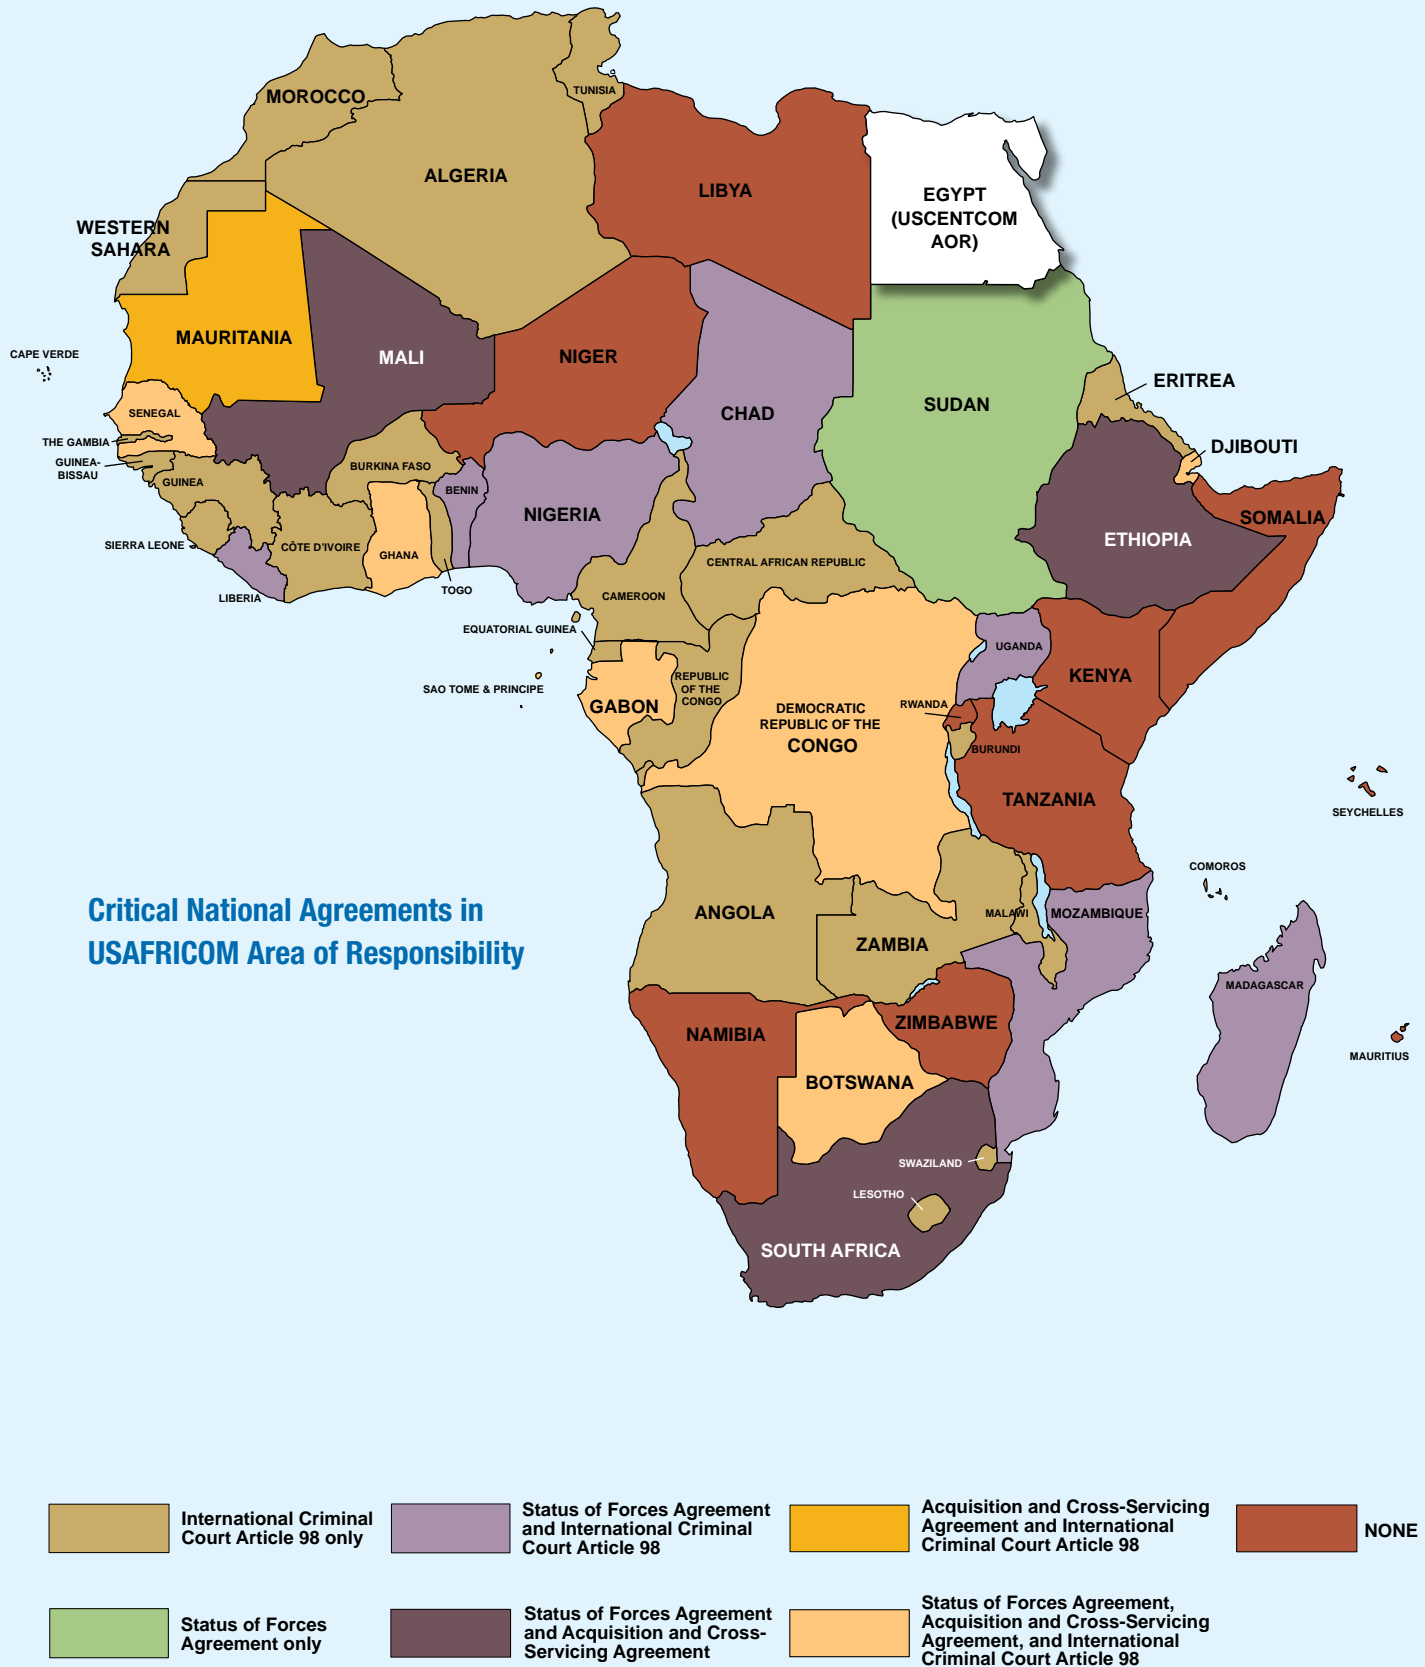 MOROCCO
TUNISIA
ALGERIA
LIBYA
EGYPT
(USCENTCOM
AOR)
WESTERN
SAHARA
MAURITANIA
MALI
NIGER
CHAD
SUDAN
CAPE VERDE
ERITREA
SENEGAL
THE GAMBIA
GUINEA-
BISSAU
GUINEA
BURKINA FASO
BENIN
NIGERIA
DJIBOUTI
SOMALIA
ETHIOPIA
SIERRA LEONE
CÔTE D'IVOIRE
GHANA
TOGO
LIBERIA
CENTRAL AFRICAN REPUBLIC
CAMEROON
EQUATORIAL GUINEA
UGANDA
KENYA
SAO TOME & PRINCIPE
GABON
REPUBLIC
OF THE
CONGO
DEMOCRATIC
REPUBLIC OF THE
CONGO
RWANDA
BURUNDI
TANZANIA
SEYCHELLES
COMOROS
Critical National Agreements in
USAFRICOM Area of Responsibility
ANGOLA
ZAMBIA
MALAWI
MOZAMBIQUE
MADAGASCAR
NAMIBIA
ZIMBABWE
MAURITIUS
BOTSWANA
SWAZILAND
LESOTHO
SOUTH AFRICA
International Criminal
Court Article 98 only
Status of Forces Agreement
and International Criminal
Court Article 98
Acquisition and Cross-Servicing
Agreement and International
Criminal Court Article 98
NONE
Status of Forces
Agreement only
Status of Forces Agreement
and Acquisition and Cross-
Servicing Agreement
Status of Forces Agreement,
Acquisition and Cross-Servicing
Agreement, and International
Criminal Court Article 98